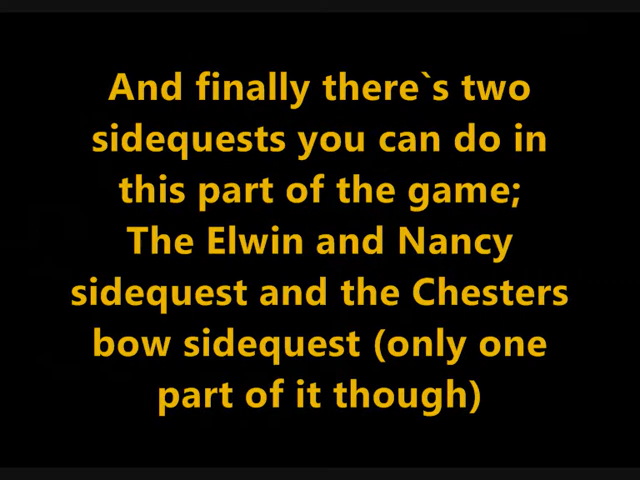 And finally there`s two
sidequests you can do in
this part of the game;
The Elwin and Nancy
sidequest and the Chesters
bow sidequest (only one
part of it though)